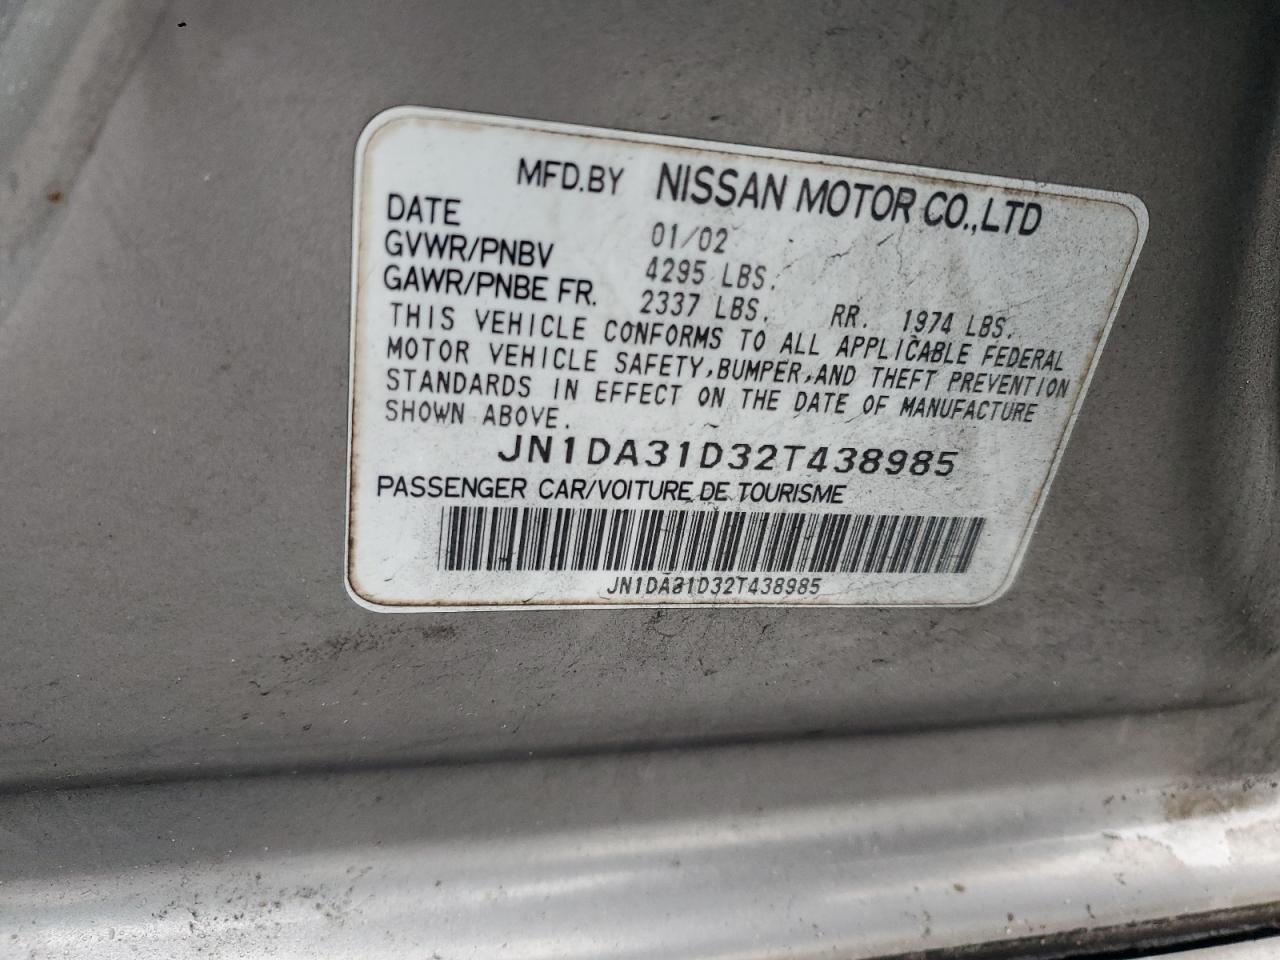 MFD.BY NISSAN MOTOR CO.,LTD
DATE 01/02
GVWR/PNBV 4295 LBS.
GAWR/PNBE FR. 2337 LBS. RR. 1974 LBS.
THIS VEHICLE CONFORMS TO ALL APPLICABLE FEDERAL
MOTOR VEHICLE SAFETY,BUMPER,AND THEFT PREVENTION
STANDARDS IN EFFECT ON THE DATE OF MANUFACTURE
SHOWN ABOVE.
JN1DA31D32T438985
PASSENGER CAR/VOITURE DE TOURISME
JN1DA31D32T438985